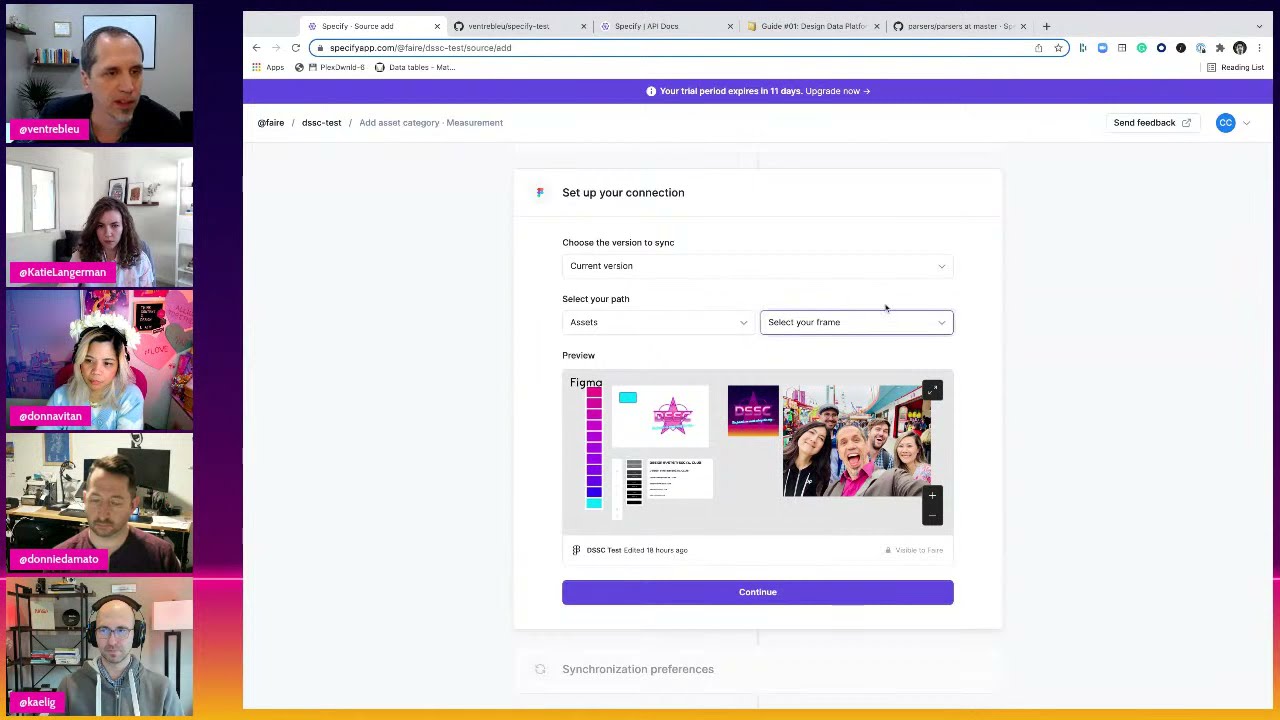 @ventrebleu
@KatieLangerman
@donnavitan
@donniedamato
@kaelig
Specify · Source add
ventrebleu/specify-test
Specify | API Docs
Guide #01: Design Data Platfo
parsers/parsers at master · Spe
specifyapp.com/@faire/dssc-test/source/add
Apps
PlexDwnld-6
Data tables - Mat...
Reading List
Your trial period expires in 11 days. Upgrade now →
@faire / dssc-test / Add asset category · Measurement
Send feedback
CC
Set up your connection
Choose the version to sync
Current version
Select your path
Assets
Select your frame
Preview
Figma
DSSC
DSSC
DSSC Test Edited 18 hours ago
Visible to Faire
Continue
Synchronization preferences